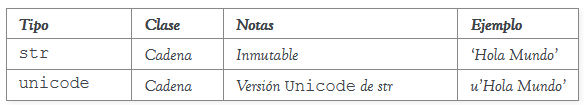 Tipo Clase Notas Ejemplo
str Cadena Inmutable ‘Hola Mundo’
unicode Cadena Versión Unicode de str u’Hola Mundo’